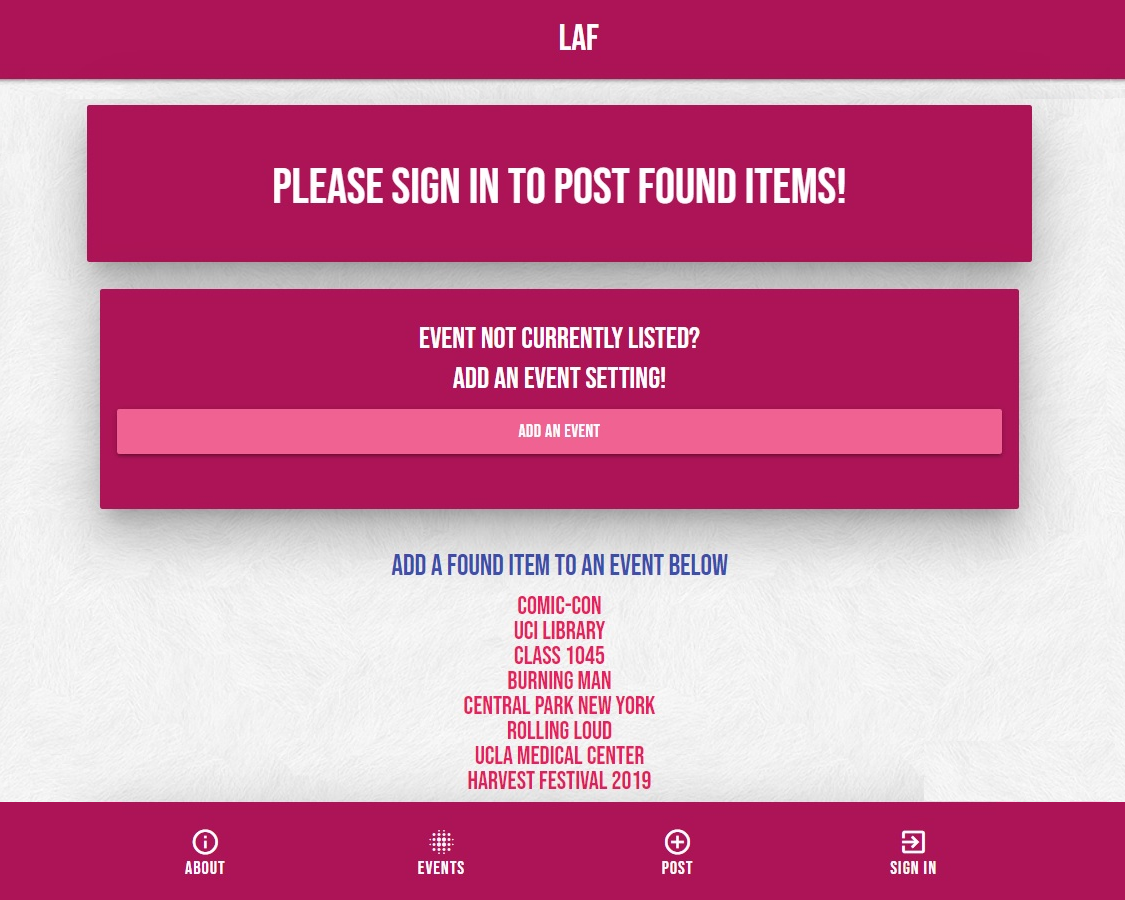 LAF
PLEASE SIGN IN TO POST FOUND ITEMS!
EVENT NOT CURRENTLY LISTED?
ADD AN EVENT SETTING!
ADD AN EVENT
ADD A FOUND ITEM TO AN EVENT BELOW
COMIC-CON
UCI LIBRARY
CLASS 1045
BURNING MAN
CENTRAL PARK NEW YORK
ROLLING LOUD
UCLA MEDICAL CENTER
HARVEST FESTIVAL 2019
ABOUT
EVENTS
POST
SIGN IN